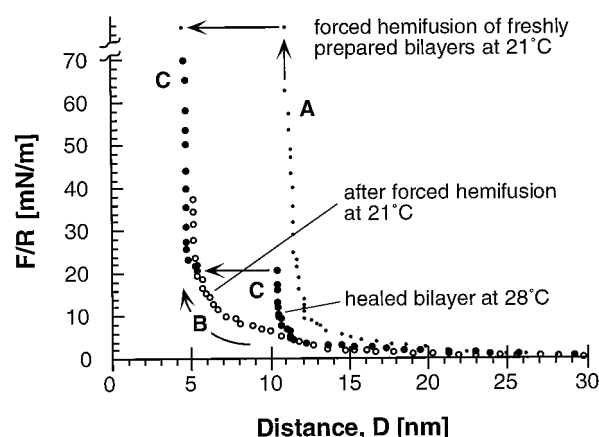 forced hemifusion of freshly
prepared bilayers at 21˚C
70
60
50
40
30
20
10
0
F/R [mN/m]
C
A
after forced hemifusion
at 21˚C
C
healed bilayer at 28˚C
B
0 5 10 15 20 25 30
Distance, D [nm]